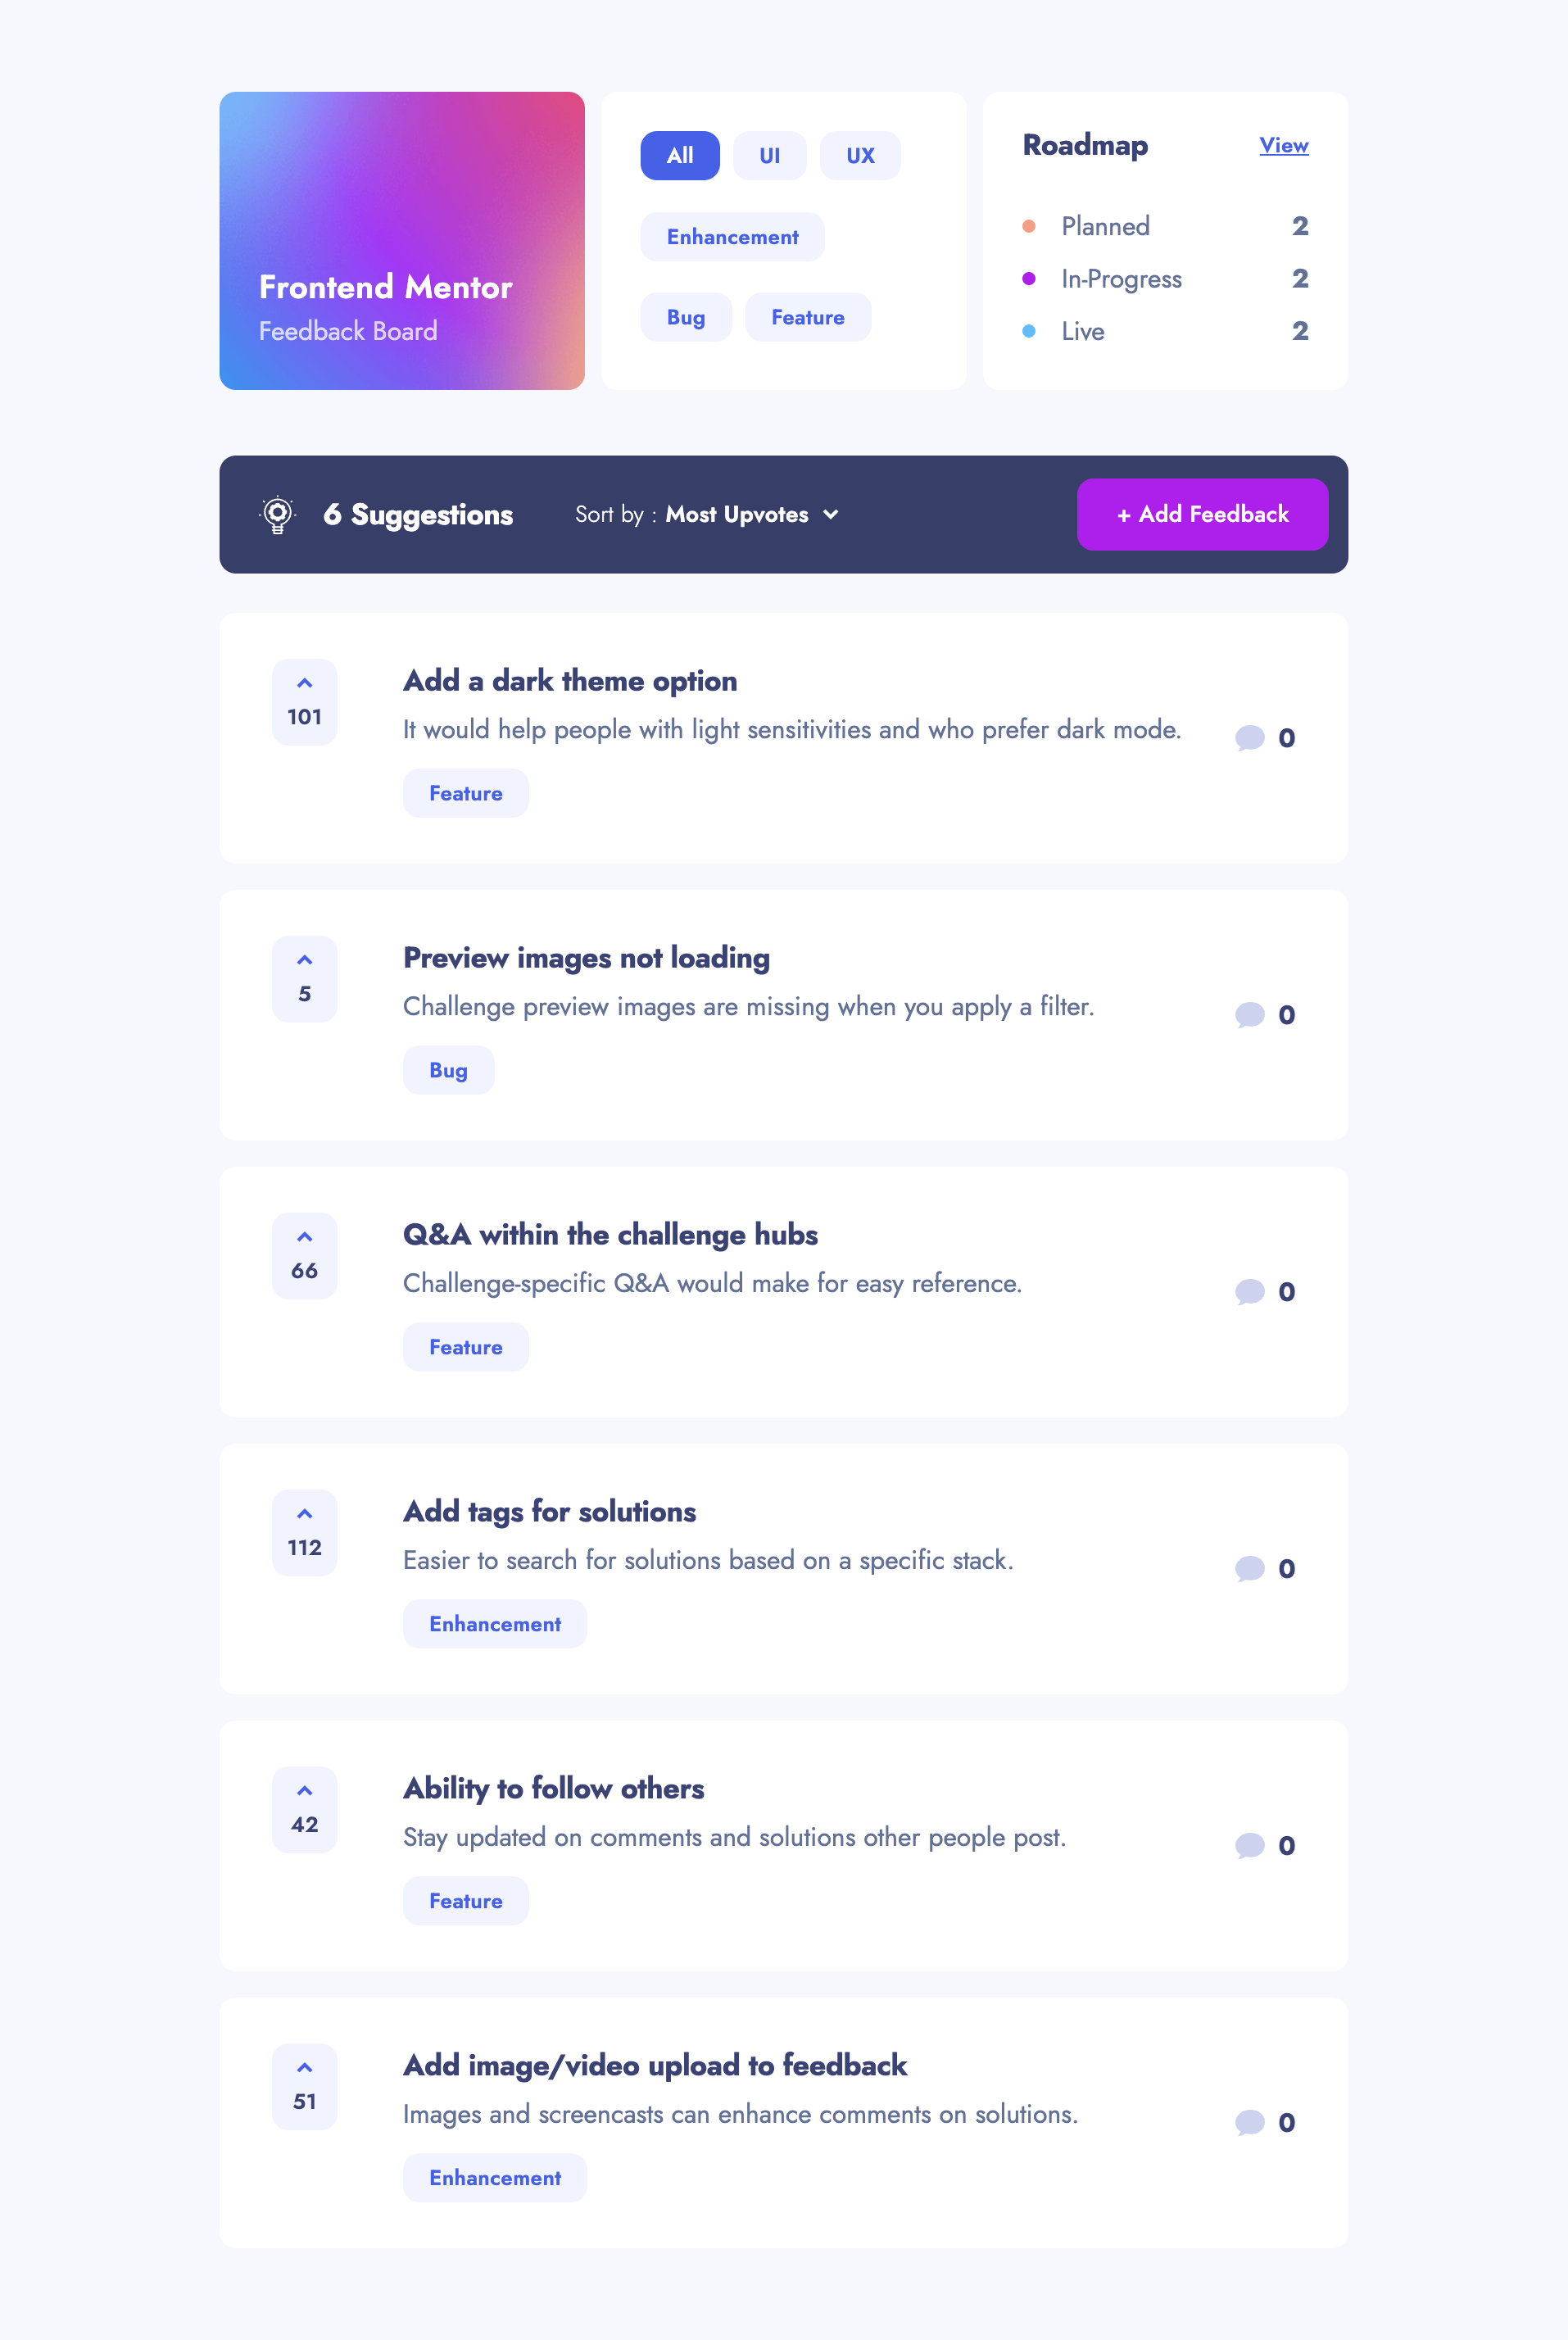 Frontend Mentor
Feedback Board
All UI UX
Enhancement
Bug Feature
Roadmap View
Planned 2
In-Progress 2
Live 2
6 Suggestions Sort by : Most Upvotes + Add Feedback
101
Add a dark theme option
It would help people with light sensitivities and who prefer dark mode.
Feature
0
5
Preview images not loading
Challenge preview images are missing when you apply a filter.
Bug
0
66
Q&A within the challenge hubs
Challenge-specific Q&A would make for easy reference.
Feature
0
112
Add tags for solutions
Easier to search for solutions based on a specific stack.
Enhancement
0
42
Ability to follow others
Stay updated on comments and solutions other people post.
Feature
0
51
Add image/video upload to feedback
Images and screencasts can enhance comments on solutions.
Enhancement
0